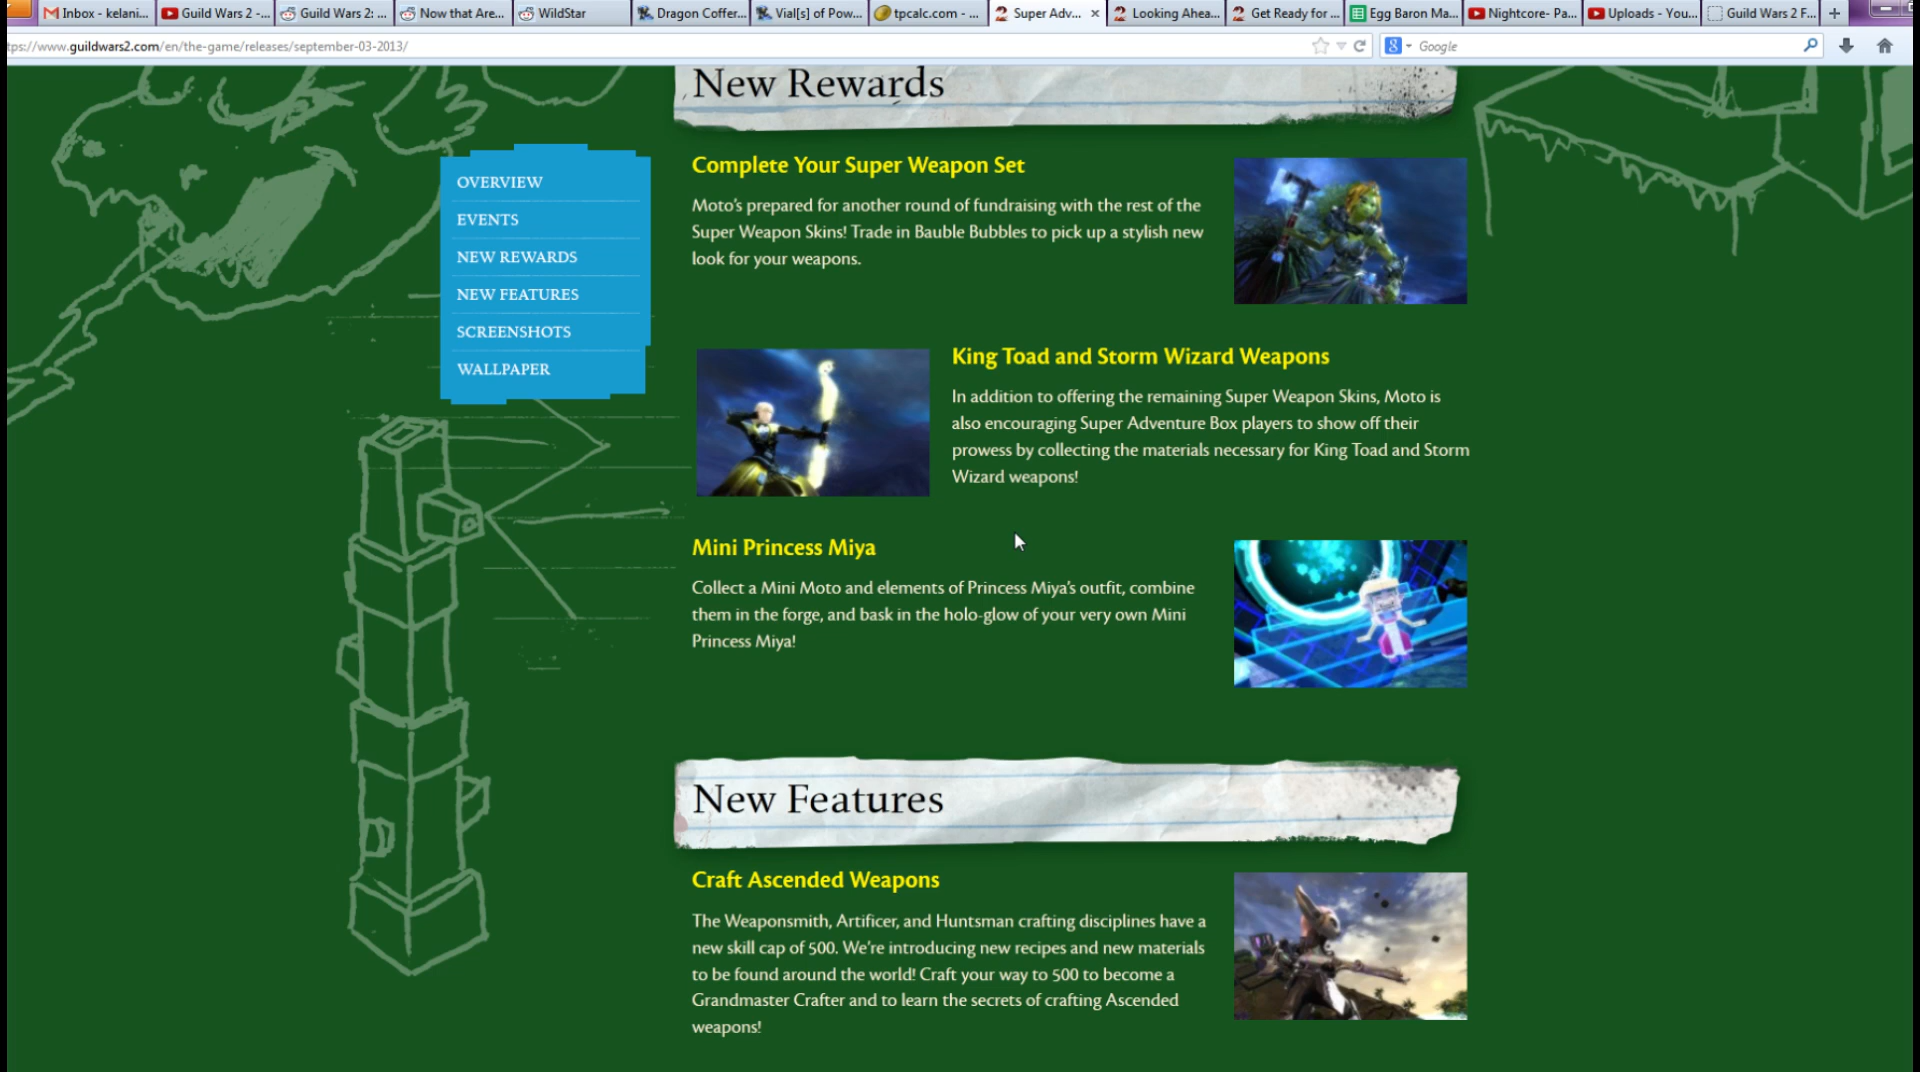 Inbox - kelani...
Guild Wars 2 -...
Guild Wars 2: ...
Now that Are...
WildStar
Dragon Coffer...
Vial[s] of Pow...
tpcalc.com - ...
Super Adv...
Looking Ahea...
Get Ready for ...
Egg Baron Ma...
Nightcore- Pa...
Uploads - You...
Guild Wars 2 F...
tps://www.guildwars2.com/en/the-game/releases/september-03-2013/
Google
New Rewards
OVERVIEW
EVENTS
NEW REWARDS
NEW FEATURES
SCREENSHOTS
WALLPAPER
Complete Your Super Weapon Set
Moto's prepared for another round of fundraising with the rest of the
Super Weapon Skins! Trade in Bauble Bubbles to pick up a stylish new
look for your weapons.
King Toad and Storm Wizard Weapons
In addition to offering the remaining Super Weapon Skins, Moto is
also encouraging Super Adventure Box players to show off their
prowess by collecting the materials necessary for King Toad and Storm
Wizard weapons!
Mini Princess Miya
Collect a Mini Moto and elements of Princess Miya's outfit, combine
them in the forge, and bask in the holo-glow of your very own Mini
Princess Miya!
New Features
Craft Ascended Weapons
The Weaponsmith, Artificer, and Huntsman crafting disciplines have a
new skill cap of 500. We're introducing new recipes and new materials
to be found around the world! Craft your way to 500 to become a
Grandmaster Crafter and to learn the secrets of crafting Ascended
weapons!